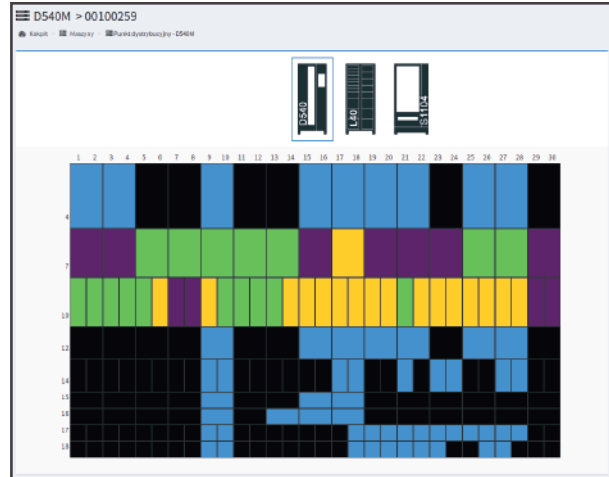 D540M > 00100259
Kokpit Maszyny Punkt dystrybucyjny - D540M
D540 L40 IS1104
1 2 3 4 5 6 7 8 9 10 11 12 13 14 15 16 17 18 19 20 21 22 23 24 25 26 27 28 29 30
4
7
10
12
14
15
16
17
18